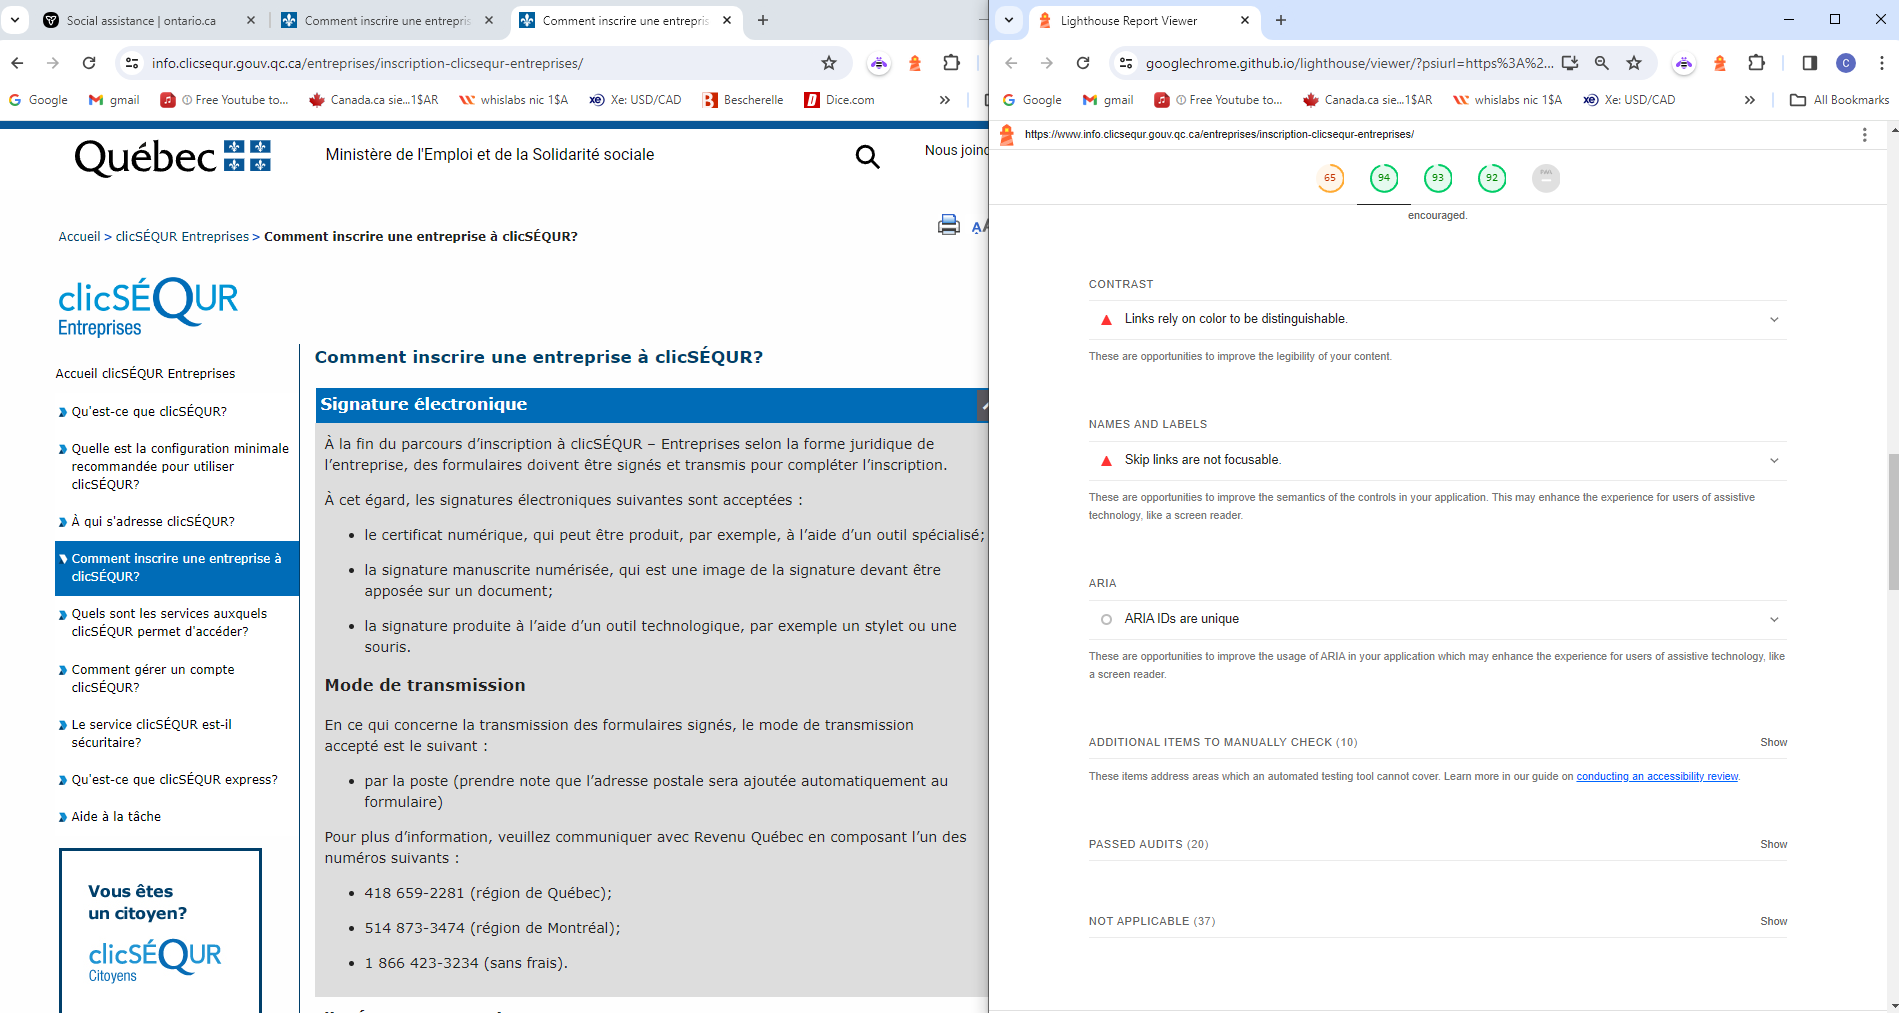 Social assistance | ontario.ca
Comment inscrire une entrepris
Comment inscrire une entrepris
info.clicsequr.gouv.qc.ca/entreprises/inscription-clicsequr-entreprises/
Google
gmail
Free Youtube to...
Canada.ca sie...1$AR
whislabs nic 1$A
Xe: USD/CAD
Bescherelle
Dice.com
Québec
Ministère de l'Emploi et de la Solidarité sociale
Nous joind
Accueil > clicSÉQUR Entreprises > Comment inscrire une entreprise à clicSÉQUR?
AA
clicSÉQUR
Entreprises
Accueil clicSÉQUR Entreprises
Qu'est-ce que clicSÉQUR?
Quelle est la configuration minimale
recommandée pour utiliser
clicSÉQUR?
À qui s'adresse clicSÉQUR?
Comment inscrire une entreprise à
clicSÉQUR?
Quels sont les services auxquels
clicSÉQUR permet d'accéder?
Comment gérer un compte
clicSÉQUR?
Le service clicSÉQUR est-il
sécuritaire?
Qu'est-ce que clicSÉQUR express?
Aide à la tâche
Vous êtes
un citoyen?
clicSÉQUR
Citoyens
Comment inscrire une entreprise à clicSÉQUR?
Signature électronique
À la fin du parcours d’inscription à clicSÉQUR – Entreprises selon la forme juridique de
l’entreprise, des formulaires doivent être signés et transmis pour compléter l’inscription.
À cet égard, les signatures électroniques suivantes sont acceptées :
• le certificat numérique, qui peut être produit, par exemple, à l’aide d’un outil spécialisé;
• la signature manuscrite numérisée, qui est une image de la signature devant être
apposée sur un document;
• la signature produite à l’aide d’un outil technologique, par exemple un stylet ou une
souris.
Mode de transmission
En ce qui concerne la transmission des formulaires signés, le mode de transmission
accepté est le suivant :
• par la poste (prendre note que l’adresse postale sera ajoutée automatiquement au
formulaire)
Pour plus d’information, veuillez communiquer avec Revenu Québec en composant l’un des
numéros suivants :
• 418 659-2281 (région de Québec);
• 514 873-3474 (région de Montréal);
• 1 866 423-3234 (sans frais).
Lighthouse Report Viewer
googlechrome.github.io/lighthouse/viewer/?psiurl=https%3A%2...
C
Google
gmail
Free Youtube to...
Canada.ca sie...1$AR
whislabs nic 1$A
Xe: USD/CAD
All Bookmarks
https://www.info.clicsequr.gouv.qc.ca/entreprises/inscription-clicsequr-entreprises/
65
94
93
92
PWA
encouraged.
CONTRAST
Links rely on color to be distinguishable.
These are opportunities to improve the legibility of your content.
NAMES AND LABELS
Skip links are not focusable.
These are opportunities to improve the semantics of the controls in your application. This may enhance the experience for users of assistive
technology, like a screen reader.
ARIA
ARIA IDs are unique
These are opportunities to improve the usage of ARIA in your application which may enhance the experience for users of assistive technology, like
a screen reader.
ADDITIONAL ITEMS TO MANUALLY CHECK (10)
Show
These items address areas which an automated testing tool cannot cover. Learn more in our guide on conducting an accessibility review.
PASSED AUDITS (20)
Show
NOT APPLICABLE (37)
Show